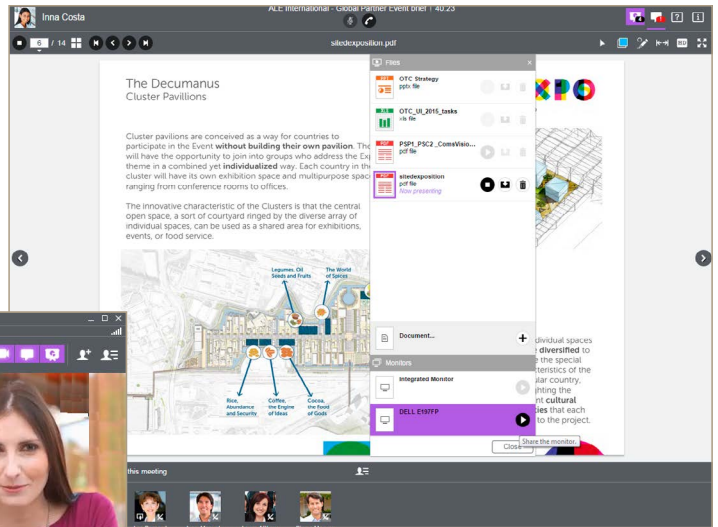 Inna Costa
ALE International - Global Partner Event brief ! 40:23
6 / 14
sitedexposition.pdf
HD
The Decumanus
Cluster Pavillions
Cluster pavilions are conceived as a way for countries to
participate in the Event without building their own pavilion. The
will have the opportunity to join into groups who address the Exp
theme in a combined yet individualized way. Each country in the
cluster will have its own exhibition space and multipurpose spac
ranging from conference rooms to offices.
The innovative characteristic of the Clusters is that the central
open space, a sort of courtyard ringed by the diverse array of
individual spaces, can be used as a shared area for exhibitions,
events, or food service.
Legumes. Oil
Seeds and Fruits
The World
of Spices
Rice,
Abundance
and Security
Coffee,
the Engine
of Ideas
Cocoa,
the Food
of Gods
Files
PPT
OTC Strategy
pptx file
XLS
OTC_UI_2015_tasks
xls file
PDF
PSP1_PSC2 _ComsVisio...
pdf file
PDF
sitedexposition
pdf file
Now presenting
Document...
Monitors
Integrated Monitor
DELL E197FP
Share the monitor.
Close
XPO
dividual spaces
diversified to
the special
teristics of the
ular country,
ghting the
nt cultural
ties that each
to the project.
this meeting